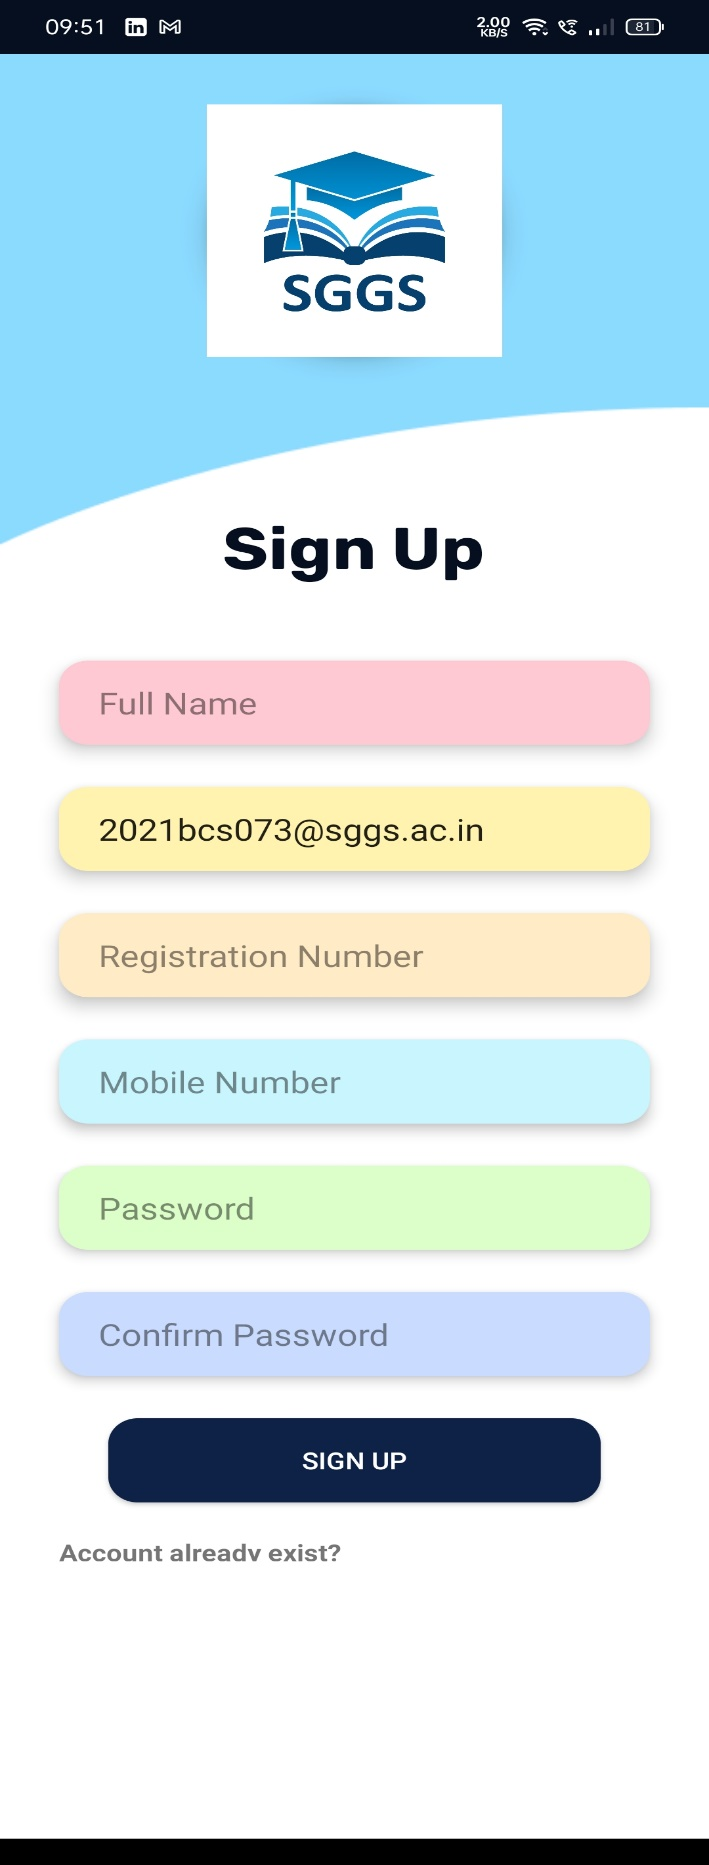 09:51
2.00
KB/S
81
SGGS
Sign Up
Full Name
2021bcs073@sggs.ac.in
Registration Number
Mobile Number
Password
Confirm Password
SIGN UP
Account already exist?